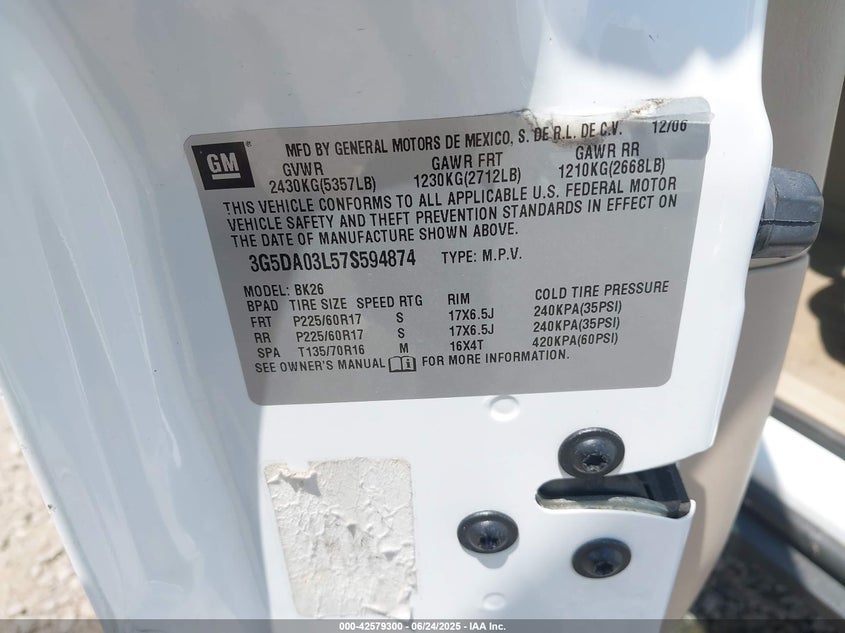 GM
MFD BY GENERAL MOTORS DE MEXICO, S. DE R.L. DE C.V. 12/06
GVWR GAWR FRT GAWR RR
2430KG(5357LB) 1230KG(2712LB) 1210KG(2668LB)
THIS VEHICLE CONFORMS TO ALL APPLICABLE U.S. FEDERAL MOTOR
VEHICLE SAFETY AND THEFT PREVENTION STANDARDS IN EFFECT ON
THE DATE OF MANUFACTURE SHOWN ABOVE.
3G5DA03L57S594874 TYPE: M.P.V.
MODEL: BK26
BPAD TIRE SIZE SPEED RTG RIM COLD TIRE PRESSURE
FRT P225/60R17 S 17X6.5J 240KPA(35PSI)
RR P225/60R17 S 17X6.5J 240KPA(35PSI)
SPA T135/70R16 M 16X4T 420KPA(60PSI)
SEE OWNER'S MANUAL FOR MORE INFORMATION.
000-42579300 - 06/24/2025 - IAA Inc.